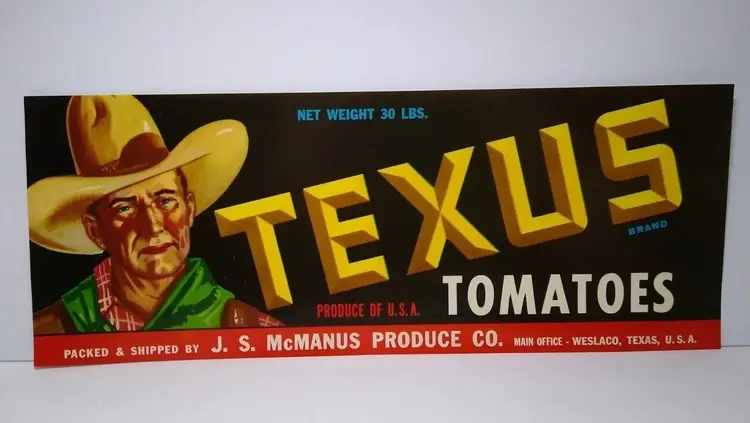 NET WEIGHT 30 LBS.
TEXUS
BRAND
PRODUCE OF U.S.A.
TOMATOES
PACKED & SHIPPED BY J. S. McMANUS PRODUCE CO. MAIN OFFICE - WESLACO, TEXAS, U. S. A.